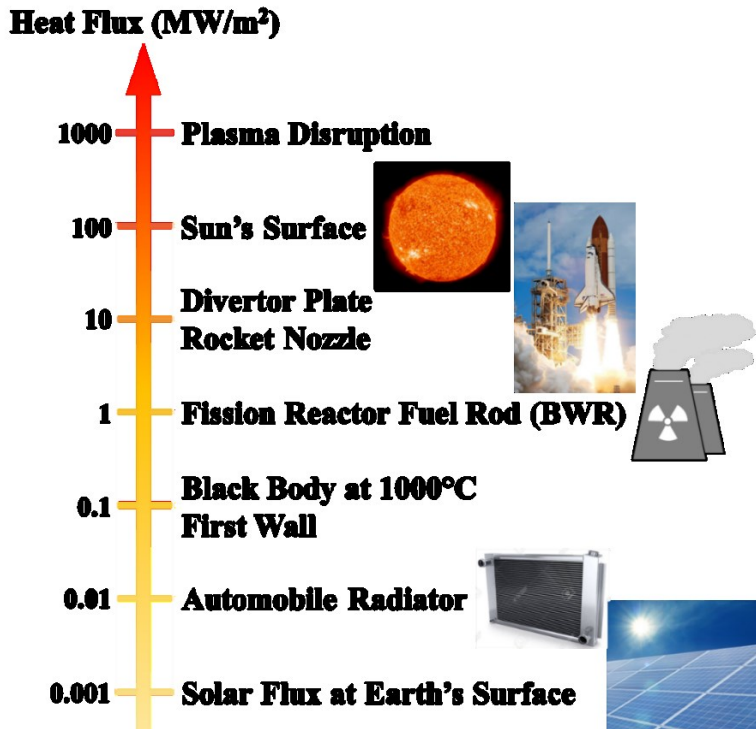 Heat Flux (MW/m²)
1000 Plasma Disruption
100 Sun's Surface
10 Divertor Plate
Rocket Nozzle
1 Fission Reactor Fuel Rod (BWR)
0.1 Black Body at 1000°C
First Wall
0.01 Automobile Radiator
0.001 Solar Flux at Earth's Surface